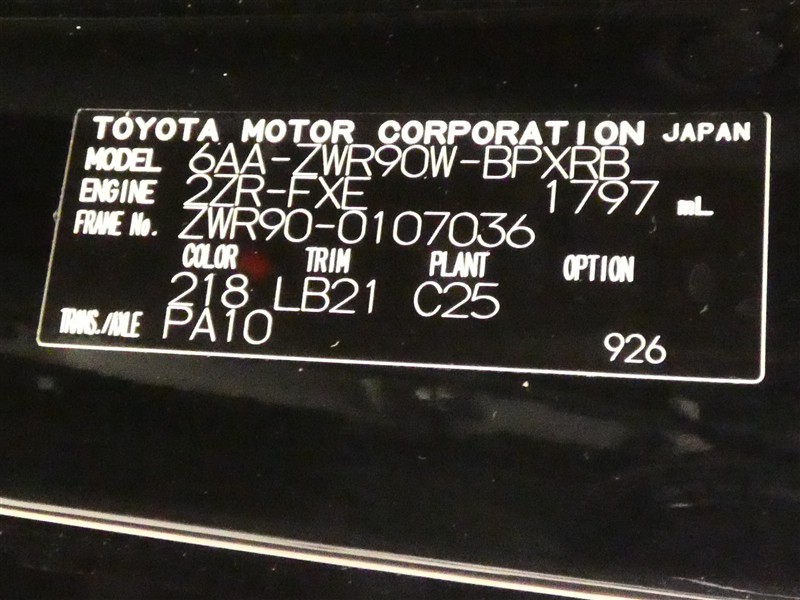 TOYOTA MOTOR CORPORATION JAPAN
MODEL 6AA-ZWR90W-BPXRB
ENGINE 2ZR-FXE 1797 mL
FRAME No. ZWR90-0107036
COLOR TRIM PLANT OPTION
218 LB21 C25
TRANS./AXLE PA10 926